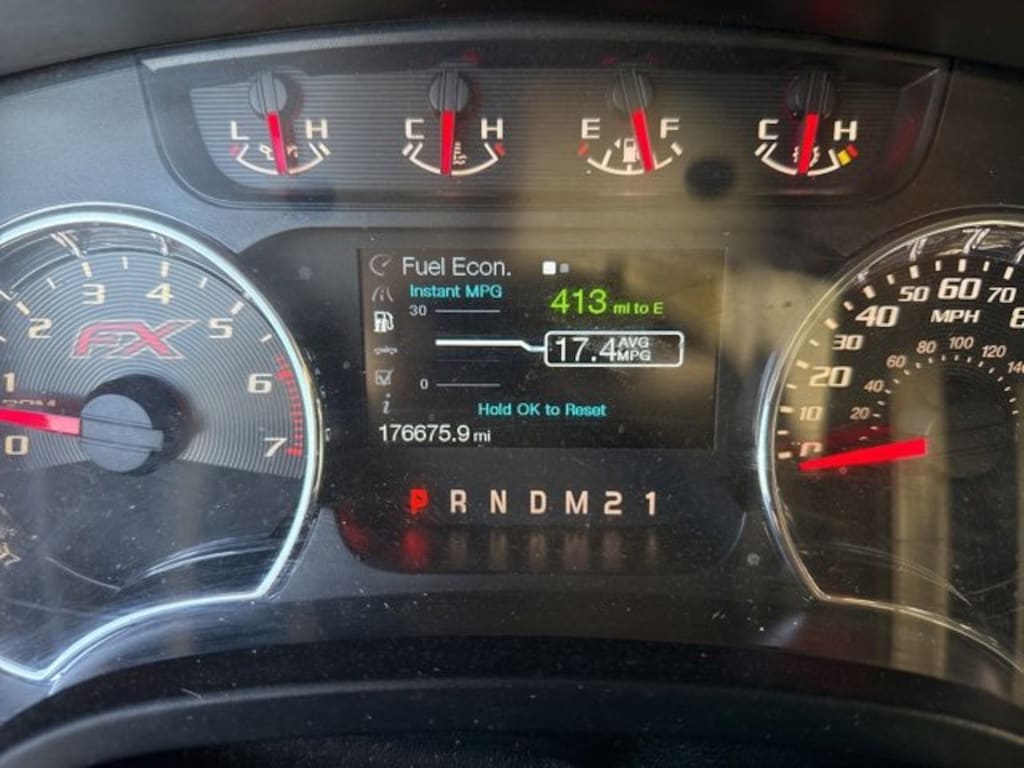 L H C H E F C H
Fuel Econ.
Instant MPG
413 mi to E
30
17.4 AVG MPG
0
Hold OK to Reset
176675.9 mi
P R N D M 2 1
0 1 2 3 4 5 6 7
FX
10 20 30 40 50 60 70
MPH
20 40 60 80 100 120